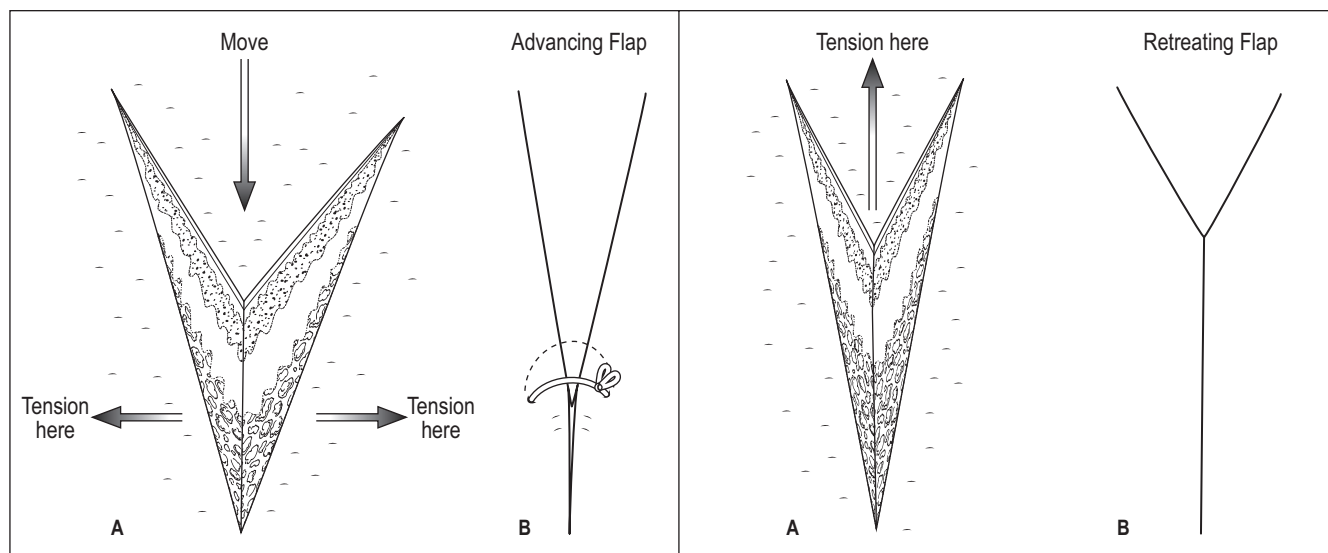 Move
Advancing Flap
Tension
here
Tension
here
A
B
Tension here
Retreating Flap
A
B